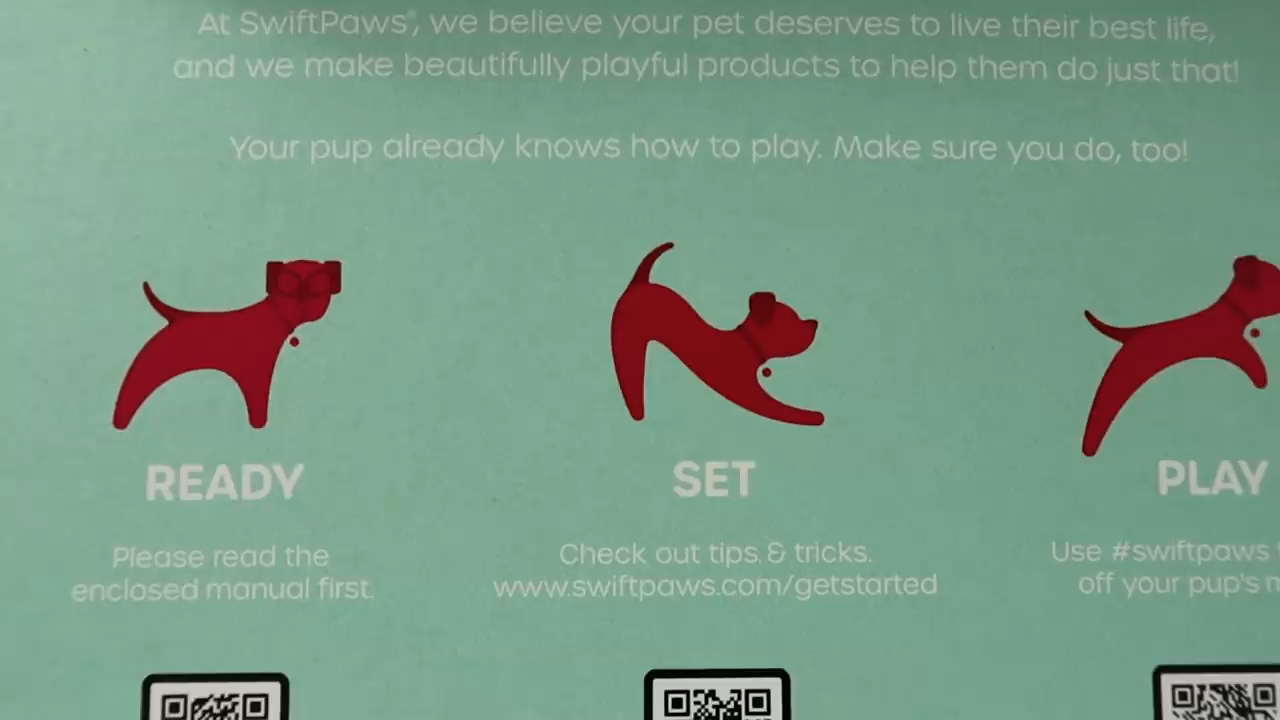 At SwiftPaws®, we believe your pet deserves to live their best life,
and we make beautifully playful products to help them do just that!
Your pup already knows how to play. Make sure you do, too!
READY
SET
PLAY
Please read the
enclosed manual first.
Check out tips & tricks.
www.swiftpaws.com/getstarted
Use #swiftpaws
off your pup's